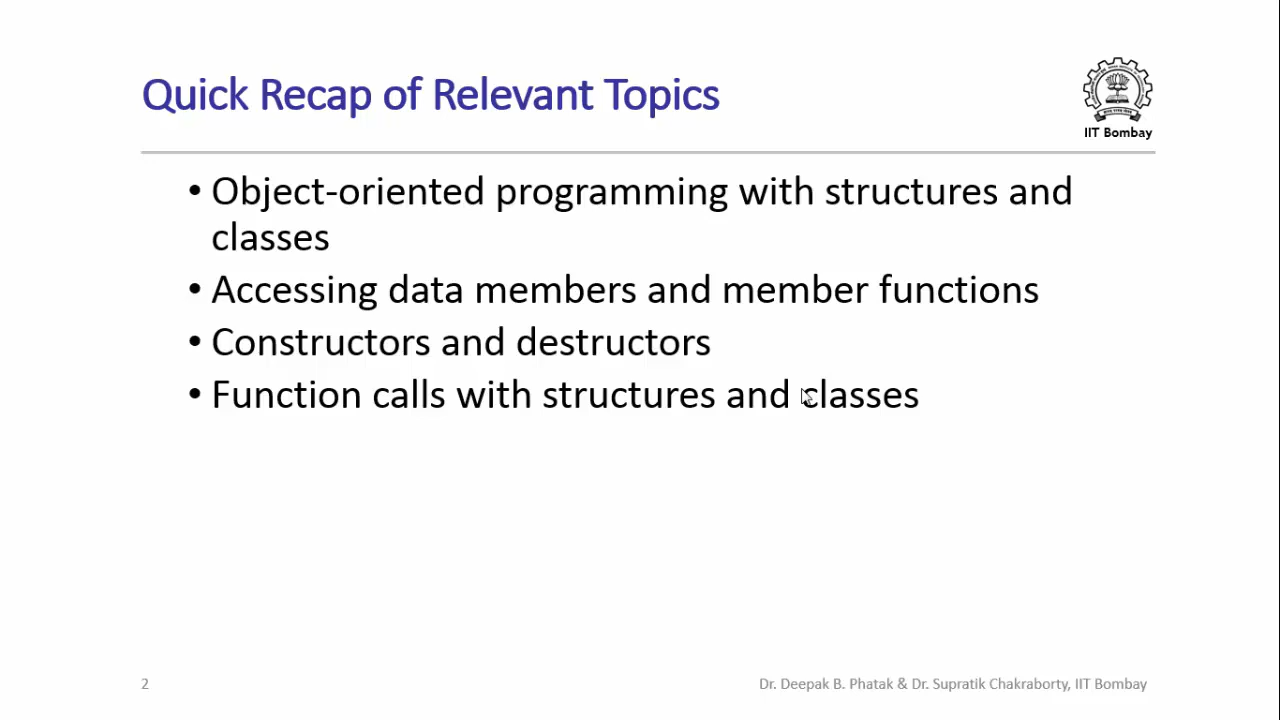 Quick Recap of Relevant Topics
IIT Bombay
• Object-oriented programming with structures and
classes
• Accessing data members and member functions
• Constructors and destructors
• Function calls with structures and classes
2
Dr. Deepak B. Phatak & Dr. Supratik Chakraborty, IIT Bombay